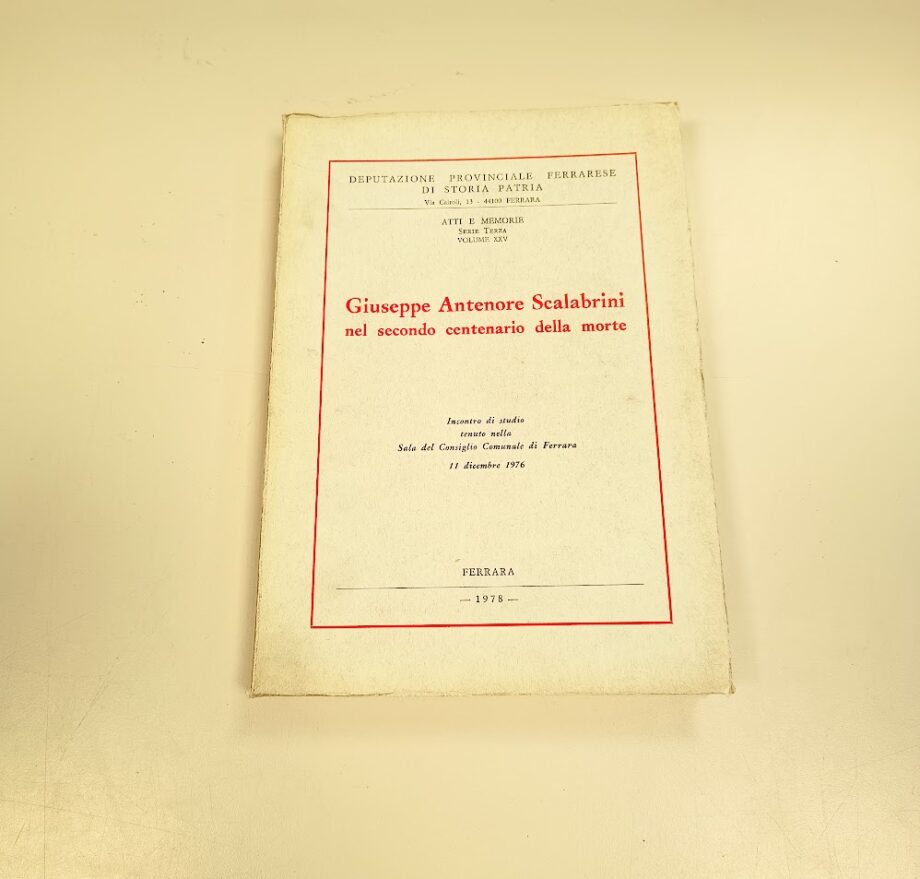 DEPUTAZIONE PROVINCIALE FERRARESE
DI STORIA PATRIA
Via Cairoli, 13 - 44100 FERRARA
ATTI E MEMORIE
SERIE TERZA
VOLUME XXV
Giuseppe Antenore Scalabrini
nel secondo centenario della morte
Incontro di studio
tenuto nella
Sala del Consiglio Comunale di Ferrara
11 dicembre 1976
FERRARA
— 1978 —